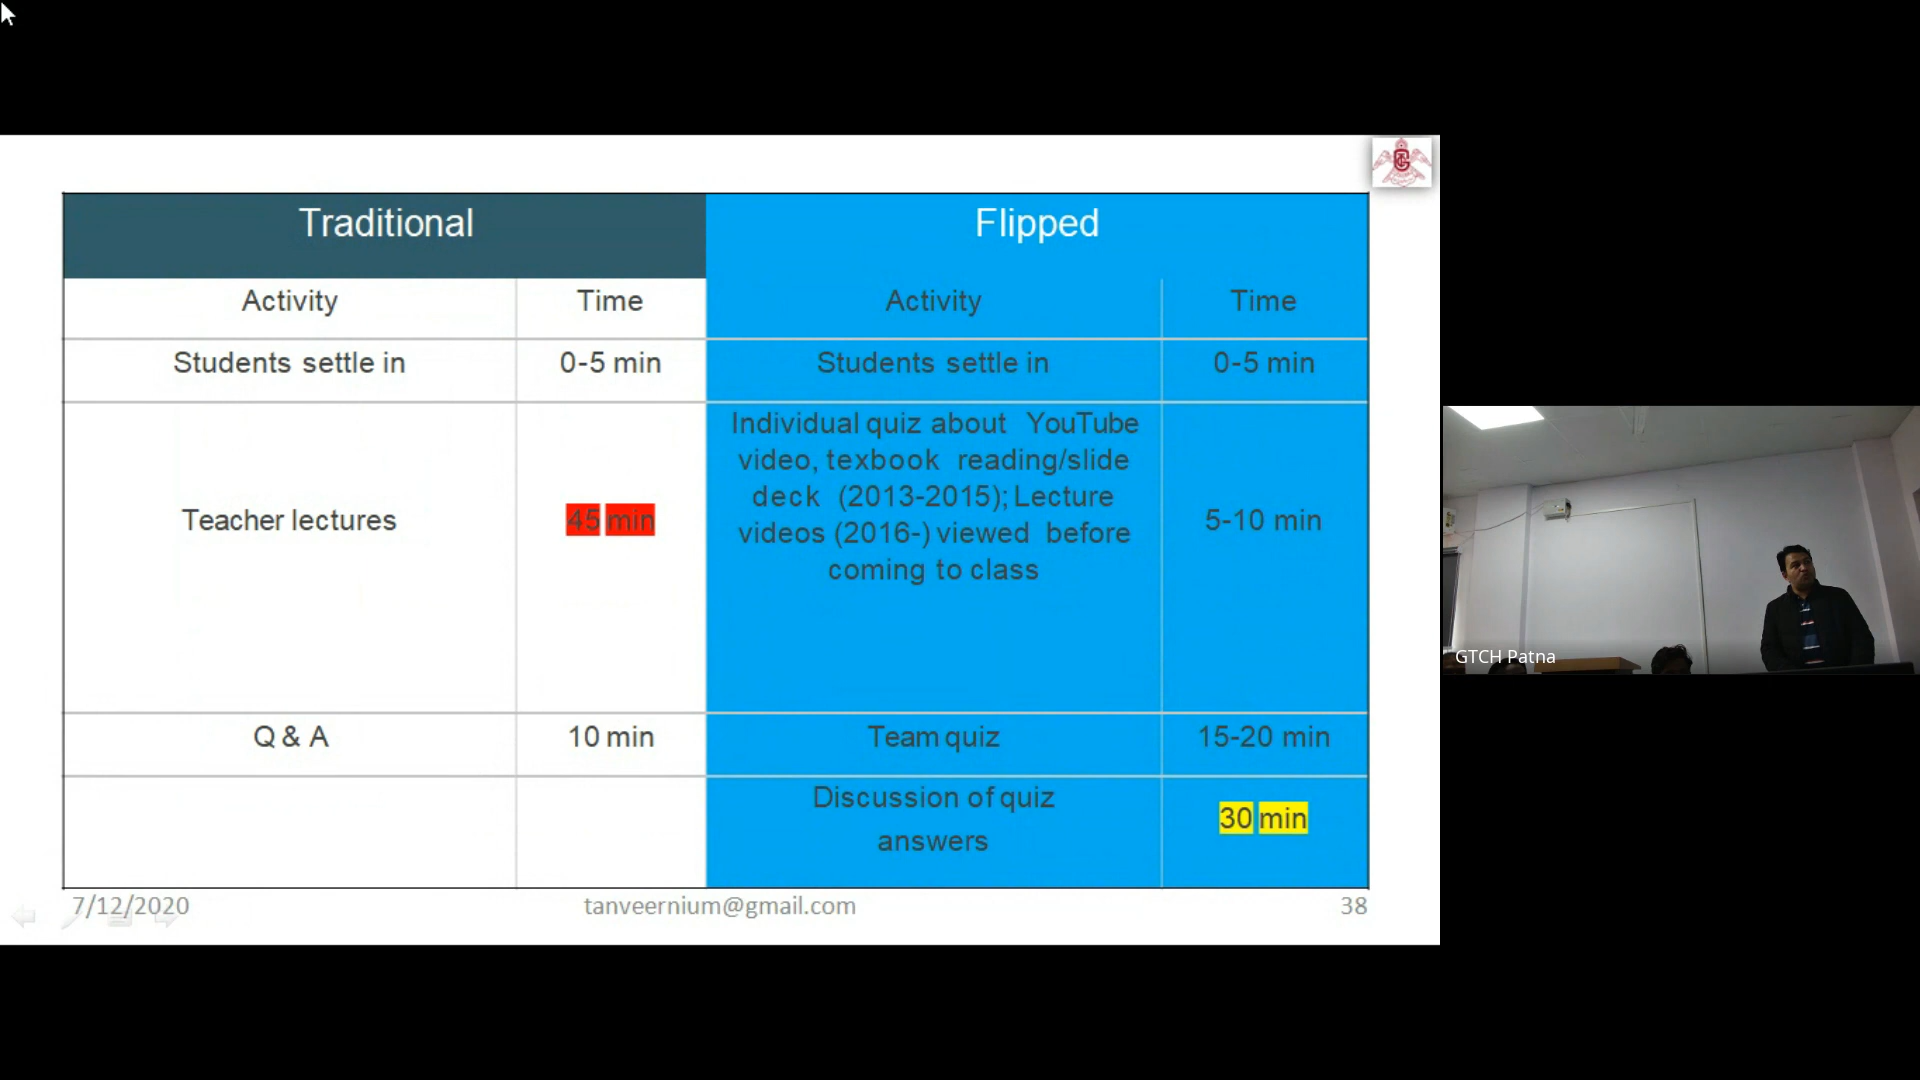 Traditional
Flipped
Activity
Time
Activity
Time
Students settle in
0-5 min
Students settle in
0-5 min
Teacher lectures
45 min
Individual quiz about YouTube
video, texbook reading/slide
deck (2013-2015); Lecture
videos (2016-) viewed before
coming to class
5-10 min
Q & A
10 min
Team quiz
15-20 min
Discussion of quiz
answers
30 min
7/12/2020
tanveernium@gmail.com
38
GTCH Patna